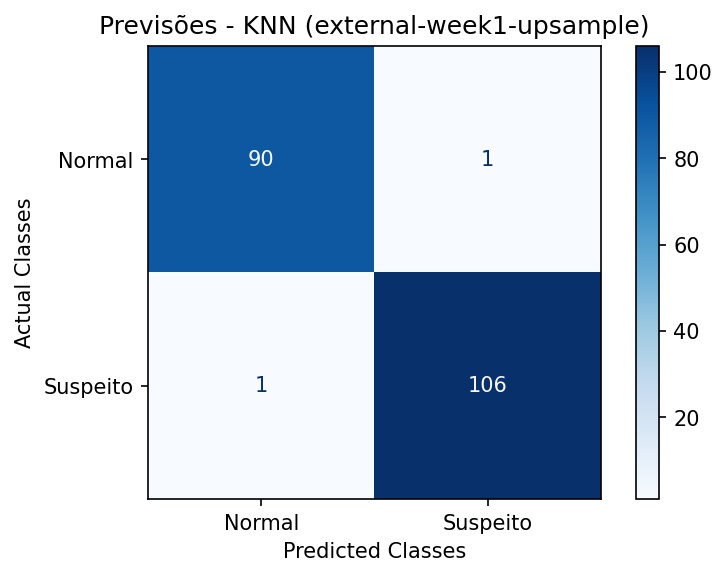 Previsões - KNN (external-week1-upsample)
Actual Classes
Normal
90
1
Suspeito
1
106
Normal
Suspeito
Predicted Classes
100
80
60
40
20